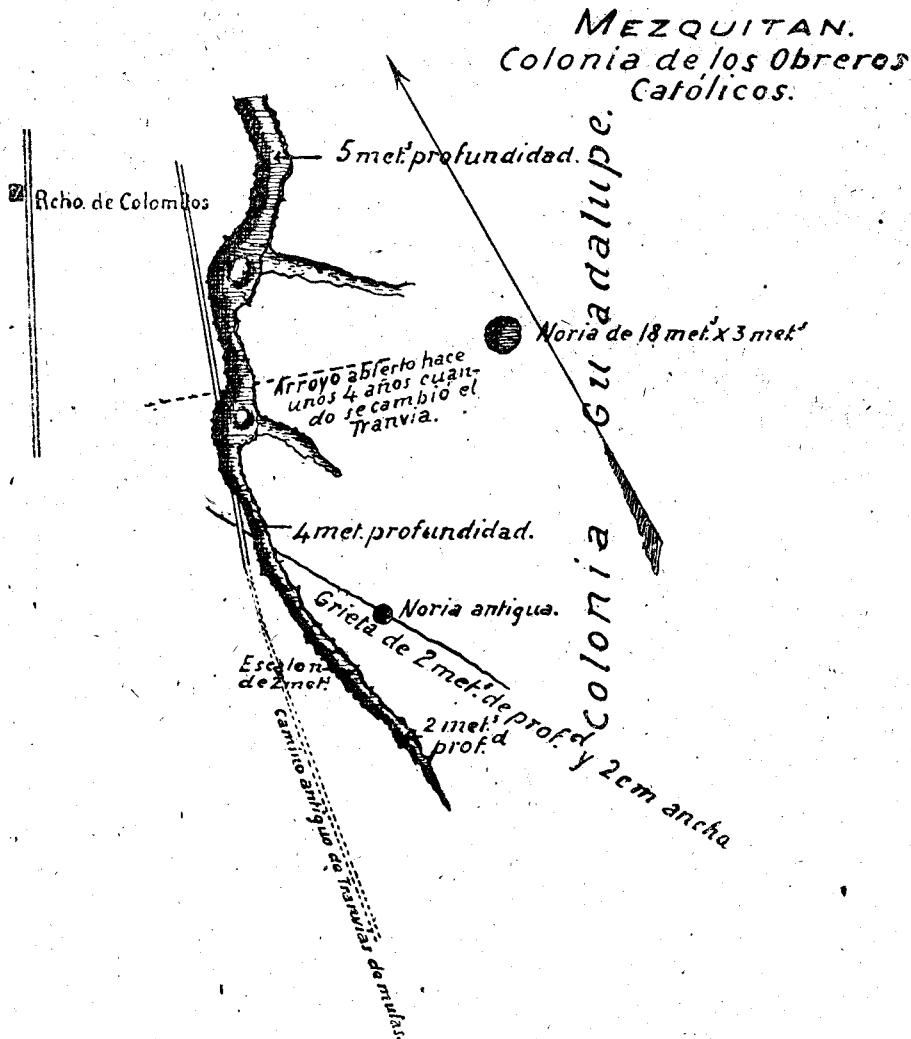 MEZQUITAN.
Colonia de los Obreros
Católicos.
5 met.s profundidad.
Rcho. de Colomitos
Colonia Guadalupe.
Noria de 18 met.s x 3 met.s
Arroyo abierto hace
unos 4 años cuan-
do se cambió el
Tranvia.
4 met. profundidad.
Noria antigua.
Grieta de 2 met.s de prof.d y 2 cm ancha
Escalon
de 2 met.s
2 met.s
prof.d
Camino antiguo de Tranvias de mulas.